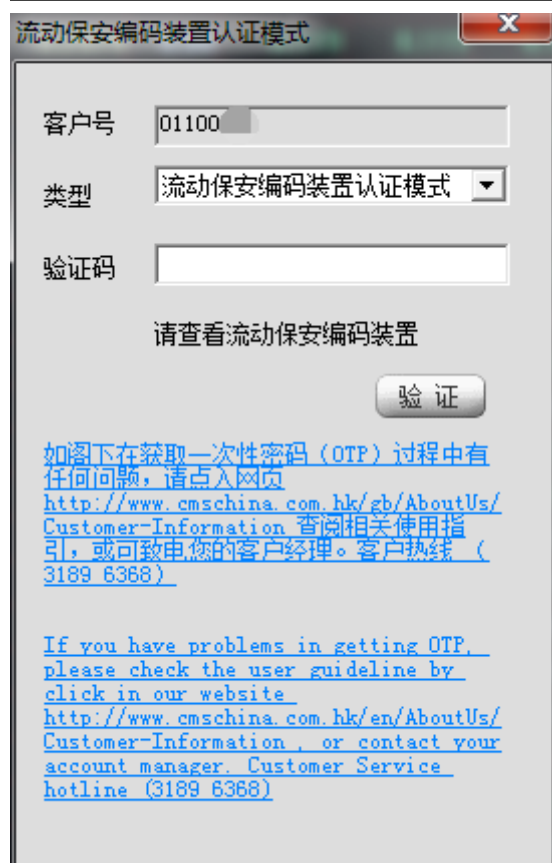 流动保安编码装置认证模式
客户号 01100
类型 流动保安编码装置认证模式
验证码
请查看流动保安编码装置
验 证
如阁下在获取一次性密码（OTP）过程中有
任何问题，请点入网页
http://www.cmschina.com.hk/gb/AboutUs/
Customer-Information 查阅相关使用指
引，或可致电您的客户经理。客户热线 （
3189 6368）
If you have problems in getting OTP,
please check the user guideline by
click in our website
http://www.cmschina.com.hk/en/AboutUs/
Customer-Information , or contact your
account manager. Customer Service
hotline (3189 6368)